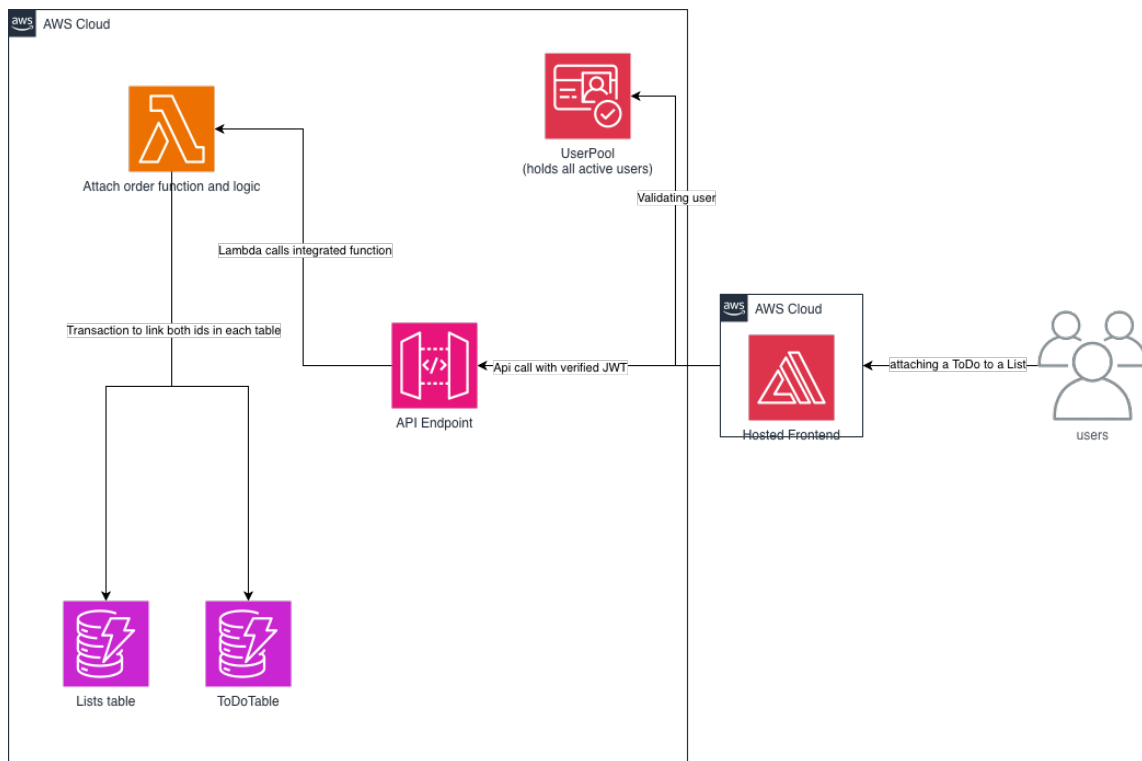 aws
AWS Cloud
UserPool
(holds all active users)
Attach order function and logic
Validating user
Lambda calls integrated function
aws
AWS Cloud
Transaction to link both ids in each table
</>
Api call with verified JWT
attaching a ToDo to a List
API Endpoint
Hosted Frontend
users
Lists table
ToDoTable